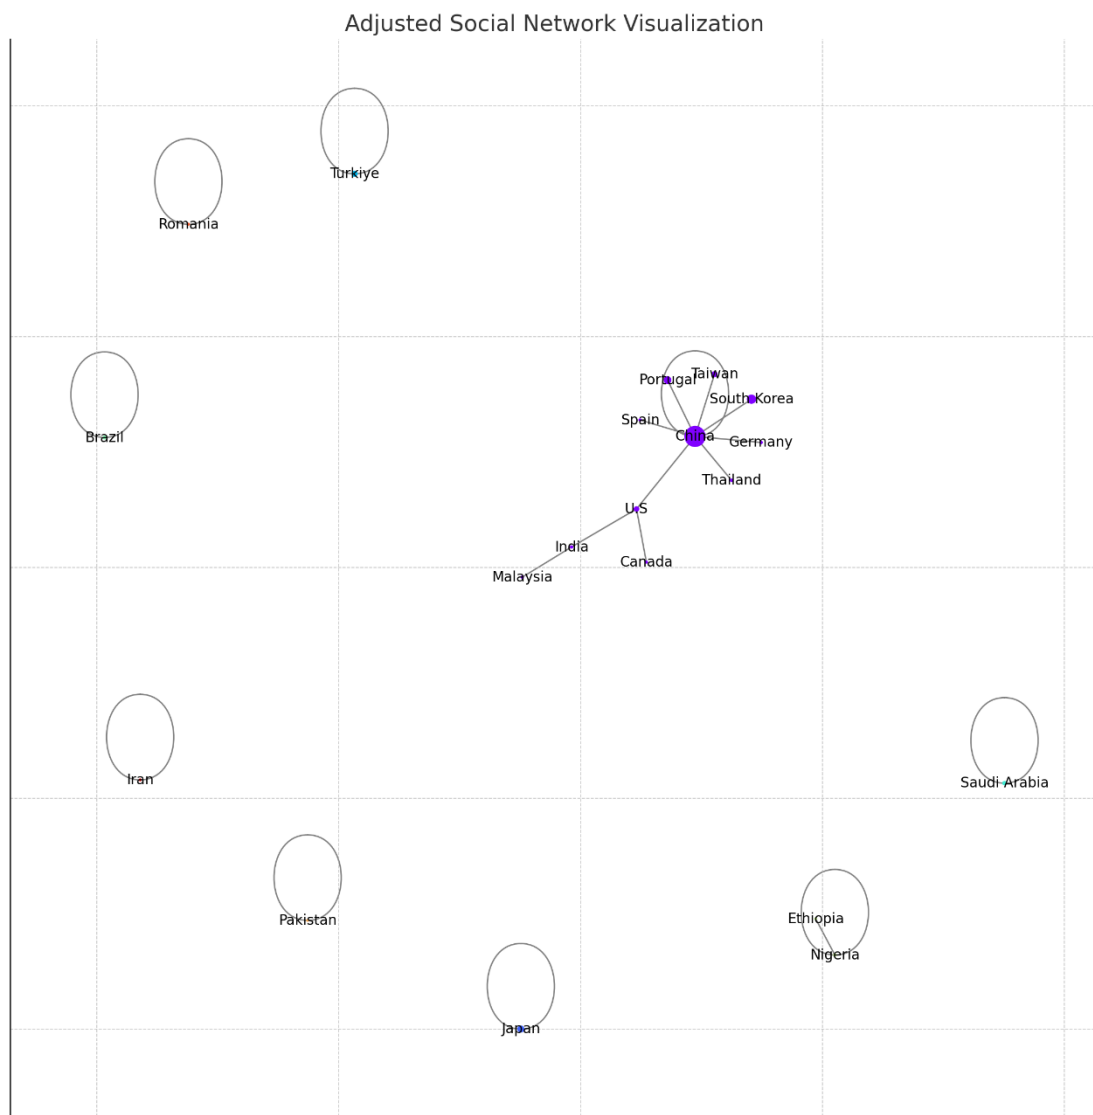 Adjusted Social Network Visualization
Turkiye
Romania
Taiwan
Portugal
South Korea
Spain
China
Germany
Brazil
Thailand
U.S
India
Canada
Malaysia
Iran
Saudi Arabia
Ethiopia
Pakistan
Nigeria
Japan